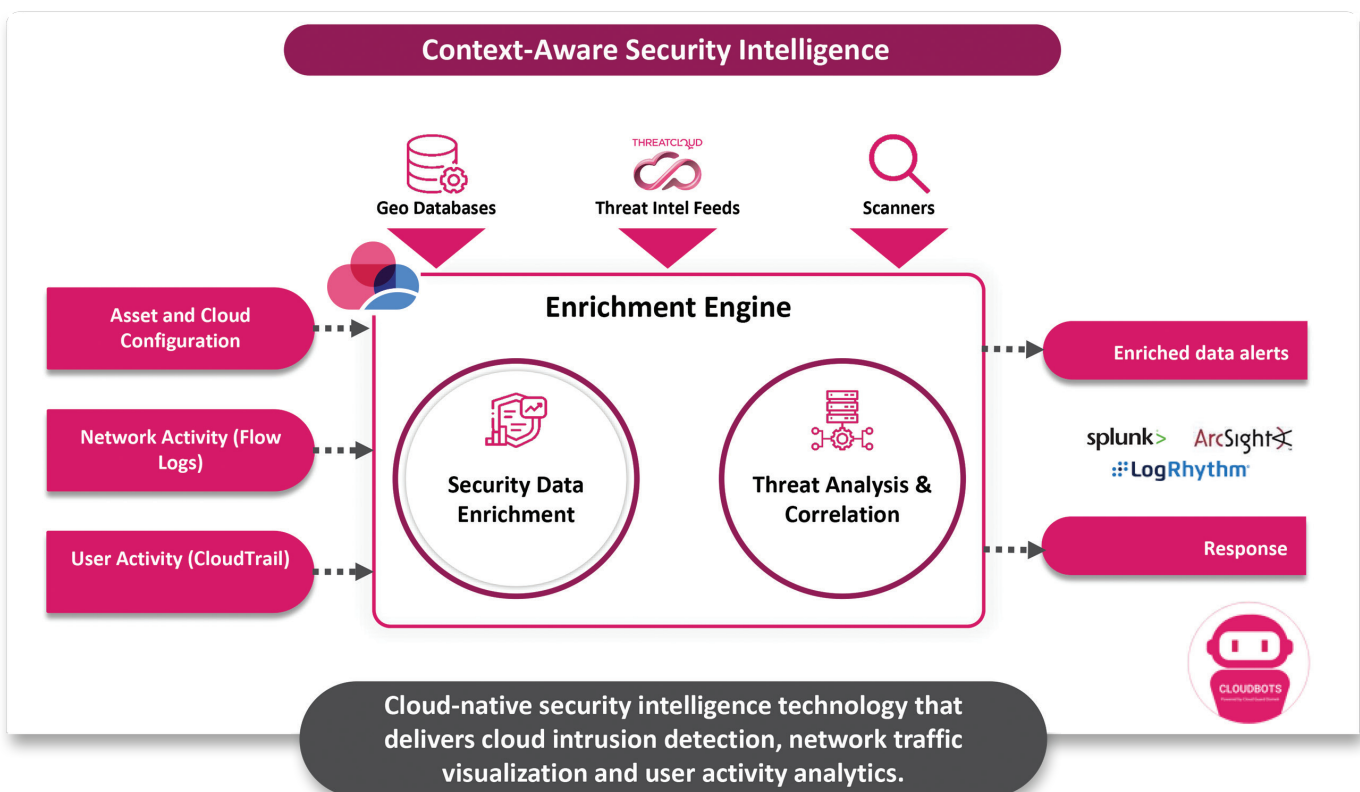 Context-Aware Security Intelligence
THREATCLOUD
Geo Databases
Threat Intel Feeds
Scanners
Enrichment Engine
Asset and Cloud
Configuration
Network Activity (Flow
Logs)
User Activity (CloudTrail)
Security Data
Enrichment
Threat Analysis &
Correlation
Enriched data alerts
splunk>
ArcSight
LogRhythm
Response
CLOUDBOTS
Cloud-native security intelligence technology that
delivers cloud intrusion detection, network traffic
visualization and user activity analytics.